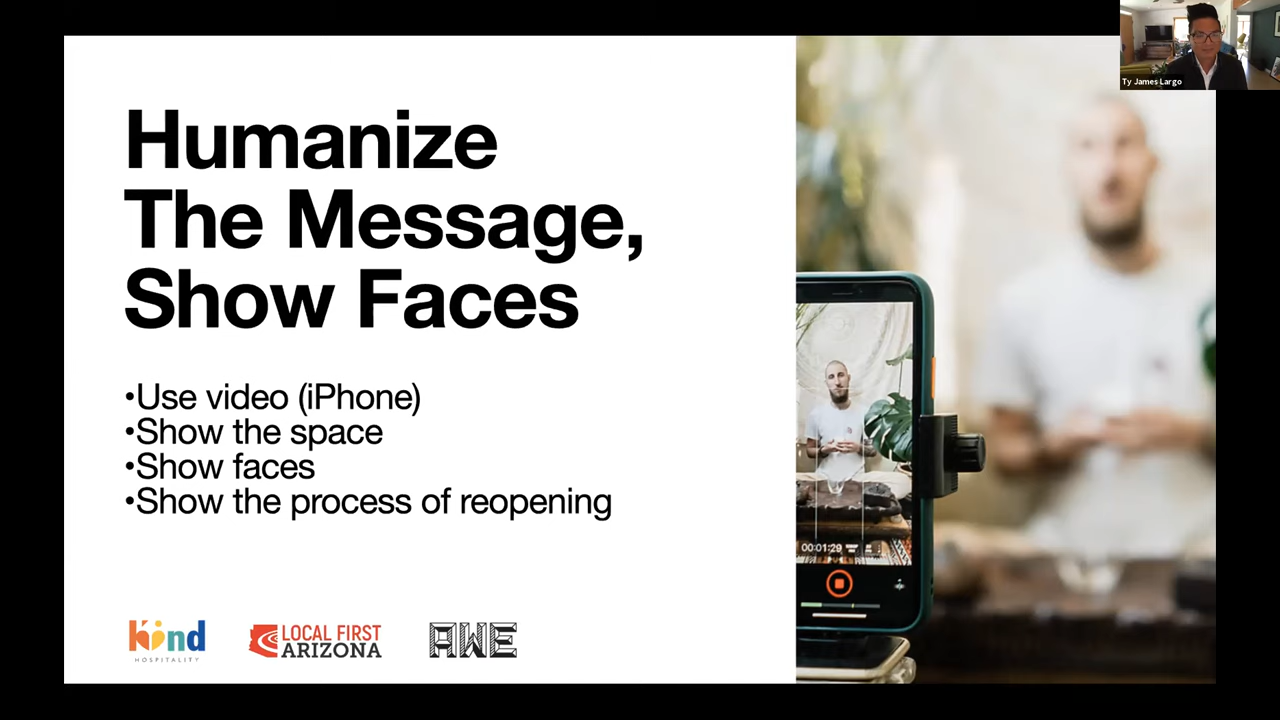 Ty James Largo
Humanize
The Message,
Show Faces
•Use video (iPhone)
•Show the space
•Show faces
•Show the process of reopening
00:01:29
kind
HOSPITALITY
LOCAL FIRST
ARIZONA
AWE